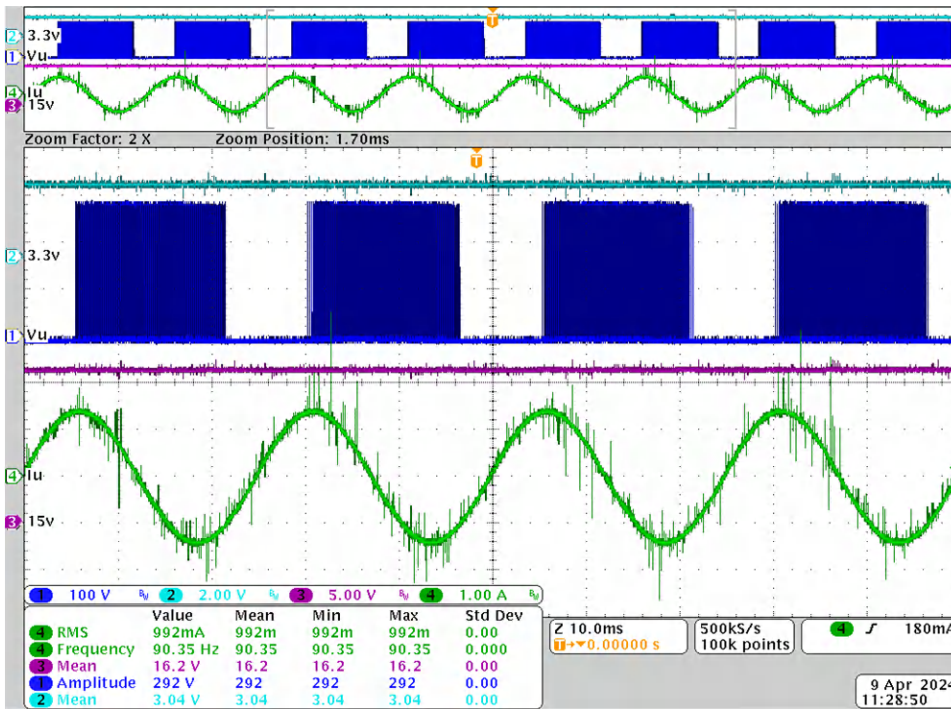 2 3.3v
1 Vu
4 Iu
3 15v
T
Zoom Factor: 2 X Zoom Position: 1.70ms
T
2 3.3v
1 Vu
4 Iu
3 15v
1 100 V Bw 2 2.00 V Bw 3 5.00 V Bw 4 1.00 A Bw
Value Mean Min Max Std Dev
4 RMS 992mA 992m 992m 992m 0.00
4 Frequency 90.35 Hz 90.35 90.35 90.35 0.000
3 Mean 16.2 V 16.2 16.2 16.2 0.00
1 Amplitude 292 V 292 292 292 0.00
2 Mean 3.04 V 3.04 3.04 3.04 0.00
Z 10.0ms
T→▼0.00000 s
500kS/s
100k points
4 180mA
9 Apr 2024
11:28:50